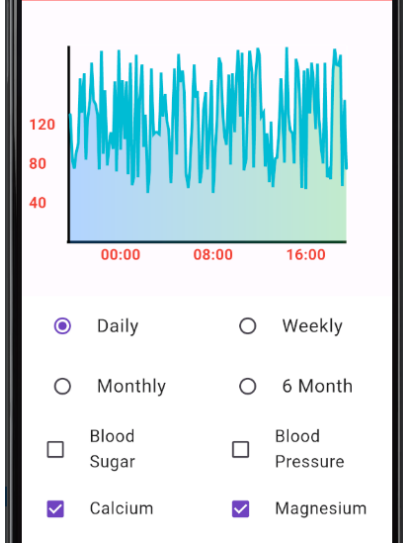 120
80
40
00:00 08:00 16:00
Daily Weekly
Monthly 6 Month
Blood Blood
Sugar Pressure
Calcium Magnesium